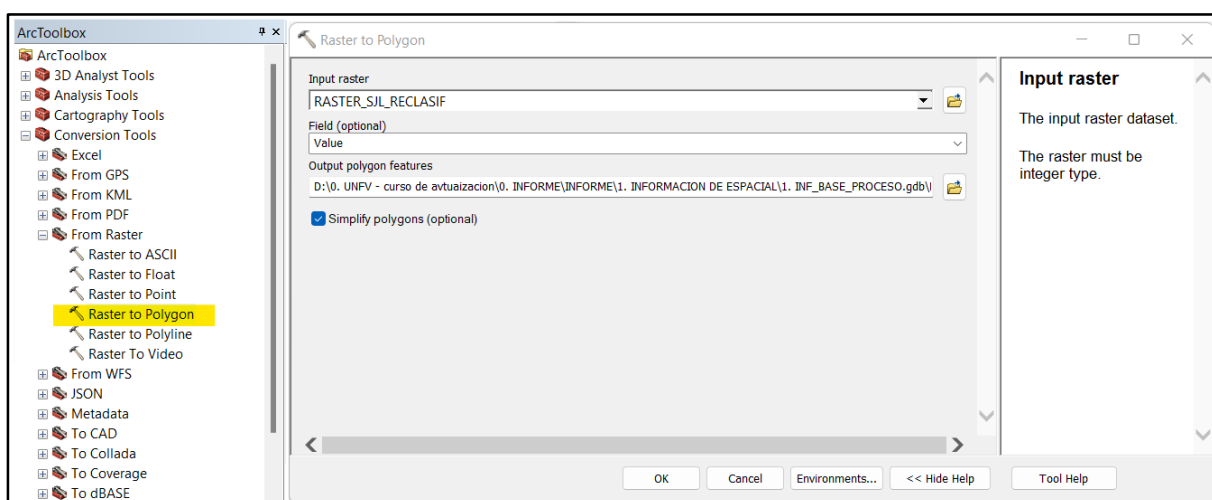 ArcToolbox
ArcToolbox
3D Analyst Tools
Analysis Tools
Cartography Tools
Conversion Tools
Excel
From GPS
From KML
From PDF
From Raster
Raster to ASCII
Raster to Float
Raster to Point
Raster to Polygon
Raster to Polyline
Raster To Video
From WFS
JSON
Metadata
To CAD
To Collada
To Coverage
To dBASE
Raster to Polygon
Input raster
RASTER_SJL_RECLASIF
Field (optional)
Value
Output polygon features
D:\0. UNFV - curso de avtuaizacion\0. INFORME\INFORME\1. INFORMACION DE ESPACIAL\1. INF_BASE_PROCESO.gdb\
Simplify polygons (optional)
OK
Cancel
Environments...
<< Hide Help
Input raster
The input raster dataset.
The raster must be
integer type.
Tool Help